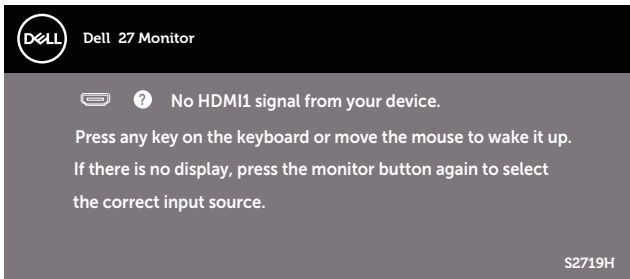 DELL
Dell 27 Monitor
? No HDMI1 signal from your device.
Press any key on the keyboard or move the mouse to wake it up.
If there is no display, press the monitor button again to select
the correct input source.
S2719H